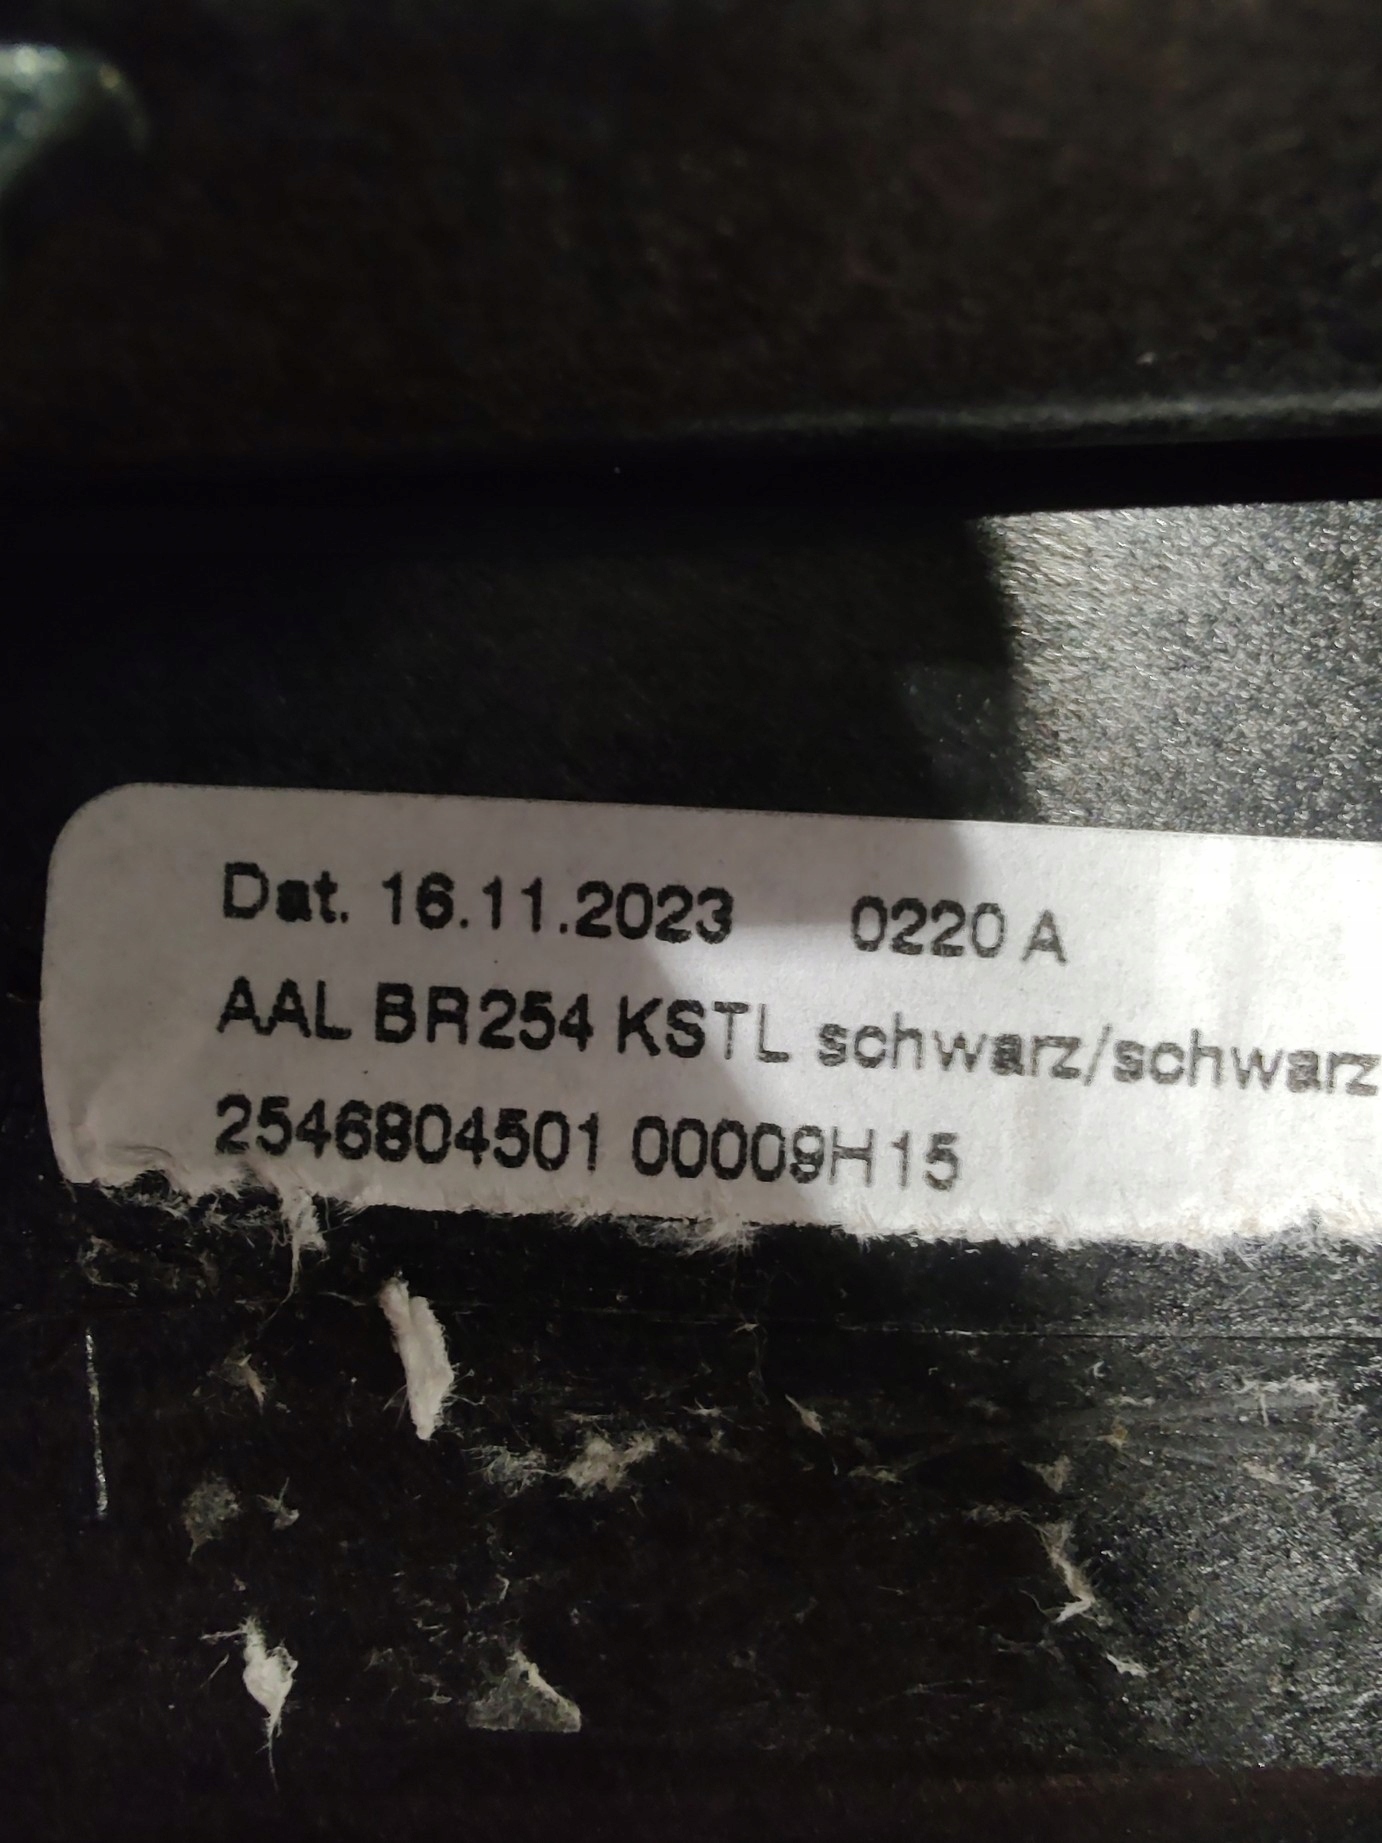 Dat. 16.11.2023 0220 A
AAL BR254 KSTL schwarz/schwarz
2546804501 00009H15